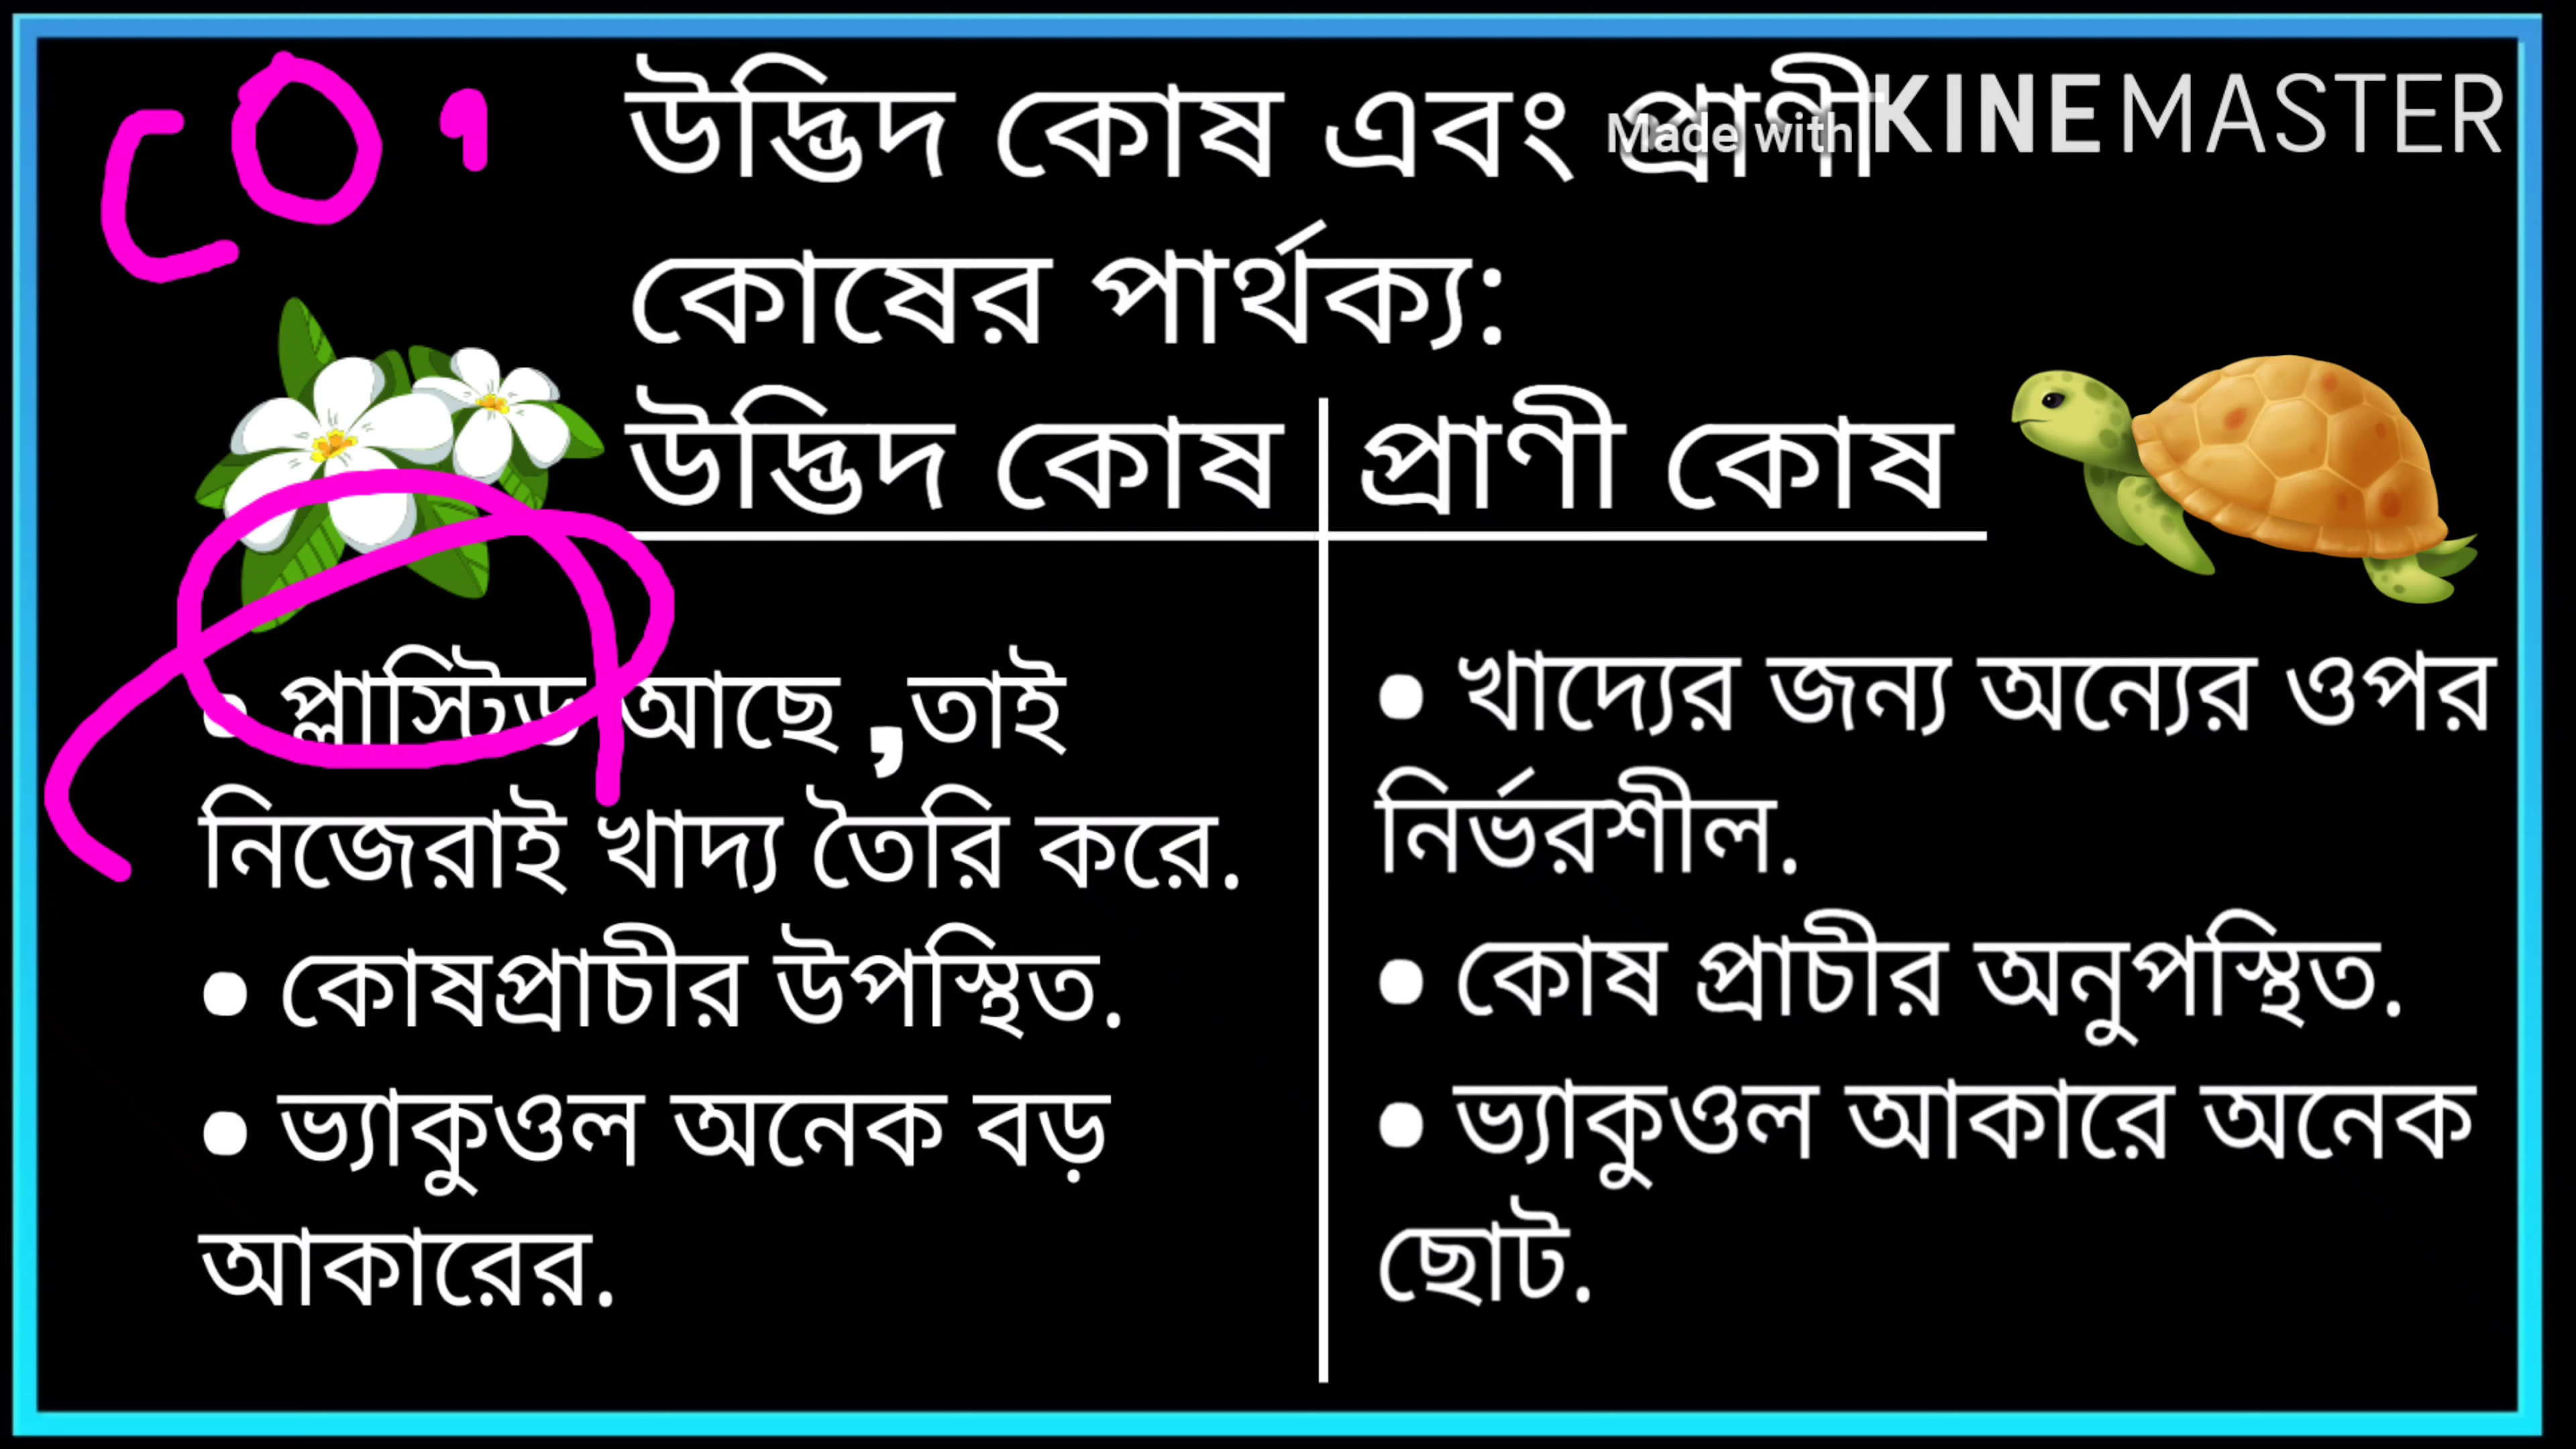 উদ্ভিদ কোষ এবং প্রাণী
Made with KINEMASTER
কোষের পার্থক্য:
উদ্ভিদ কোষ
প্রাণী কোষ
• প্লাস্টিড আছে ,তাই
নিজেরাই খাদ্য তৈরি করে.
• কোষপ্রাচীর উপস্থিত.
• ভ্যাকুওল অনেক বড়
আকারের.
• খাদ্যের জন্য অন্যের ওপর
নির্ভরশীল.
• কোষ প্রাচীর অনুপস্থিত.
• ভ্যাকুওল আকারে অনেক
ছোট.